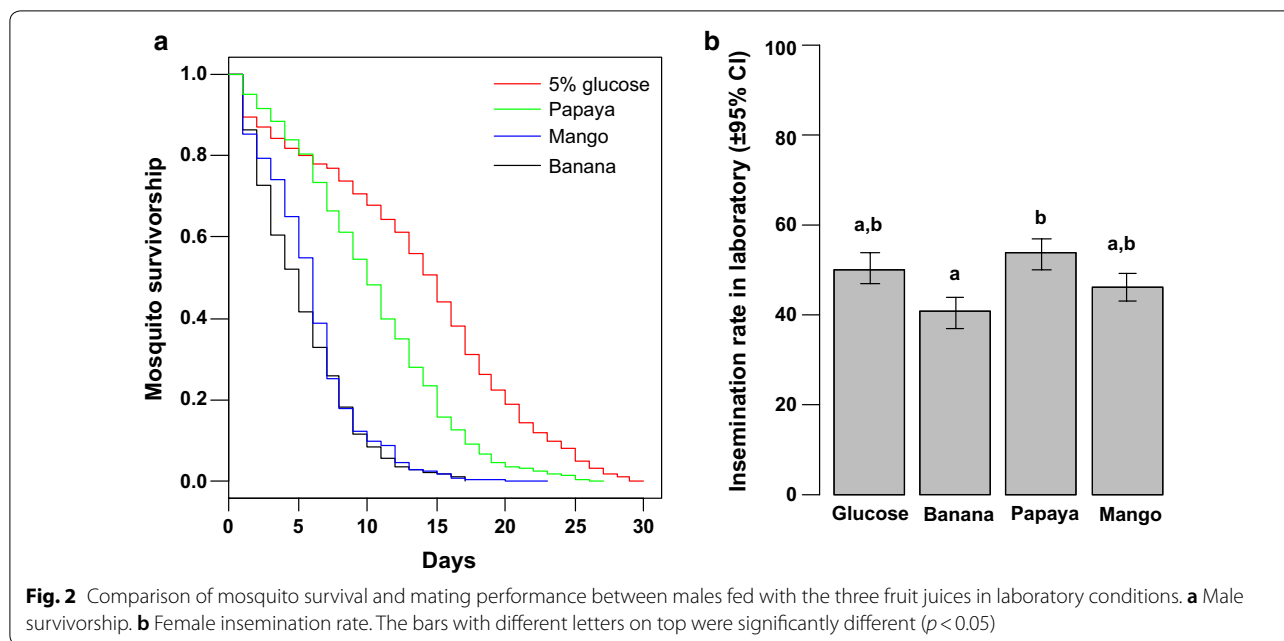 a
1.0
0.8
0.6
0.4
0.2
0.0
Mosquito survivorship
5% glucose
Papaya
Mango
Banana
0 5 10 15 20 25 30
Days
b
100
80
60
40
20
0
Insemination rate in laboratory (±95% CI)
a,b
a
b
a,b
Glucose Banana Papaya Mango
Fig. 2 Comparison of mosquito survival and mating performance between males fed with the three fruit juices in laboratory conditions. a Male
survivorship. b Female insemination rate. The bars with different letters on top were significantly different (p < 0.05)